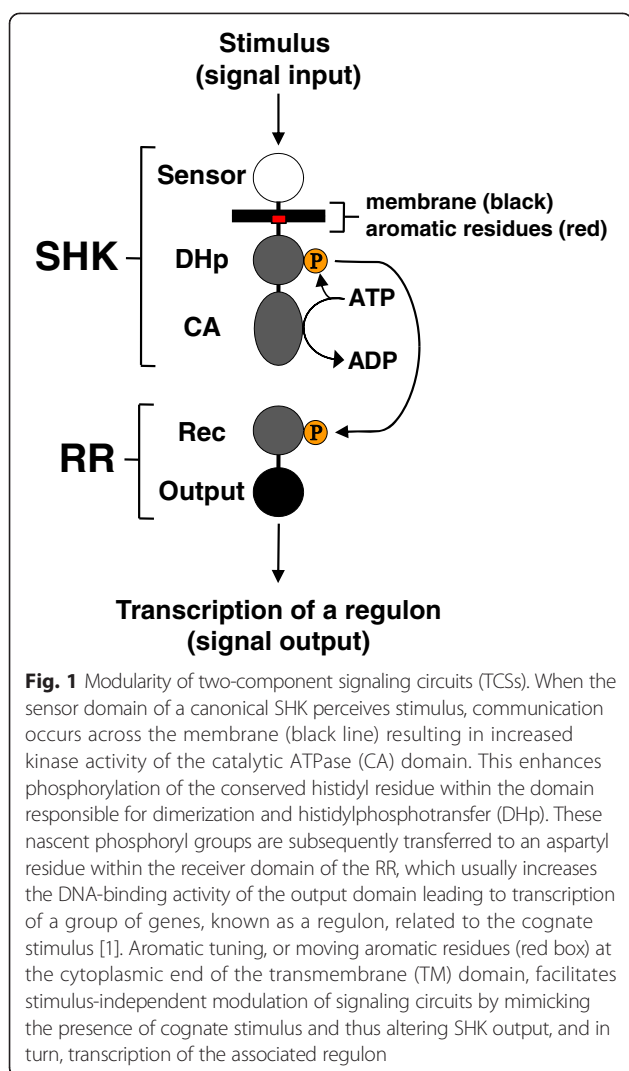 Stimulus
(signal input)
Sensor
membrane (black)
aromatic residues (red)
SHK
DHp
P
ATP
CA
ADP
Rec
P
RR
Output
Transcription of a regulon
(signal output)
Fig. 1 Modularity of two-component signaling circuits (TCSs). When the
sensor domain of a canonical SHK perceives stimulus, communication
occurs across the membrane (black line) resulting in increased
kinase activity of the catalytic ATPase (CA) domain. This enhances
phosphorylation of the conserved histidyl residue within the domain
responsible for dimerization and histidylphosphotransfer (DHp). These
nascent phosphoryl groups are subsequently transferred to an aspartyl
residue within the receiver domain of the RR, which usually increases
the DNA-binding activity of the output domain leading to transcription
of a group of genes, known as a regulon, related to the cognate
stimulus [1]. Aromatic tuning, or moving aromatic residues (red box) at
the cytoplasmic end of the transmembrane (TM) domain, facilitates
stimulus-independent modulation of signaling circuits by mimicking
the presence of cognate stimulus and thus altering SHK output, and in
turn, transcription of the associated regulon